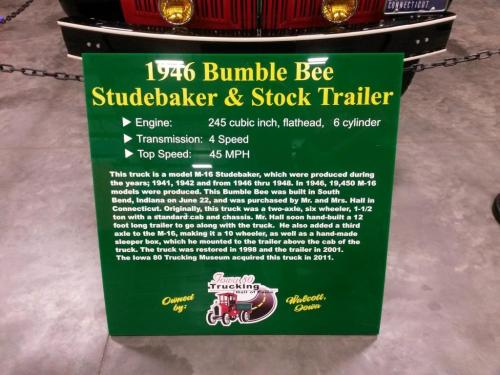 CONNECTICUT
1946 Bumble Bee
Studebaker & Stock Trailer
▶ Engine: 245 cubic inch, flathead, 6 cylinder
▶ Transmission: 4 Speed
▶ Top Speed: 45 MPH
This truck is a model M-16 Studebaker, which were produced during
the years; 1941, 1942 and from 1946 thru 1948. In 1946, 19,450 M-16
models were produced. This Bumble Bee was built in South
Bend, Indiana on June 22, and was purchased by Mr. and Mrs. Hall in
Connecticut. Originally, this truck was a two-axle, six wheeler, 1-1/2
ton with a standard cab and chassis. Mr. Hall soon hand-built a 12
foot long trailer to go along with the truck. He also added a third
axle to the M-16, making it a 10 wheeler, as well as a hand-made
sleeper box, which he mounted to the trailer above the cab of the
truck. The truck was restored in 1998 and the trailer in 2001.
The Iowa 80 Trucking Museum acquired this truck in 2011.
Iowa 80
Trucking
Hall of Fame
Owned
by:
Walcott,
Iowa